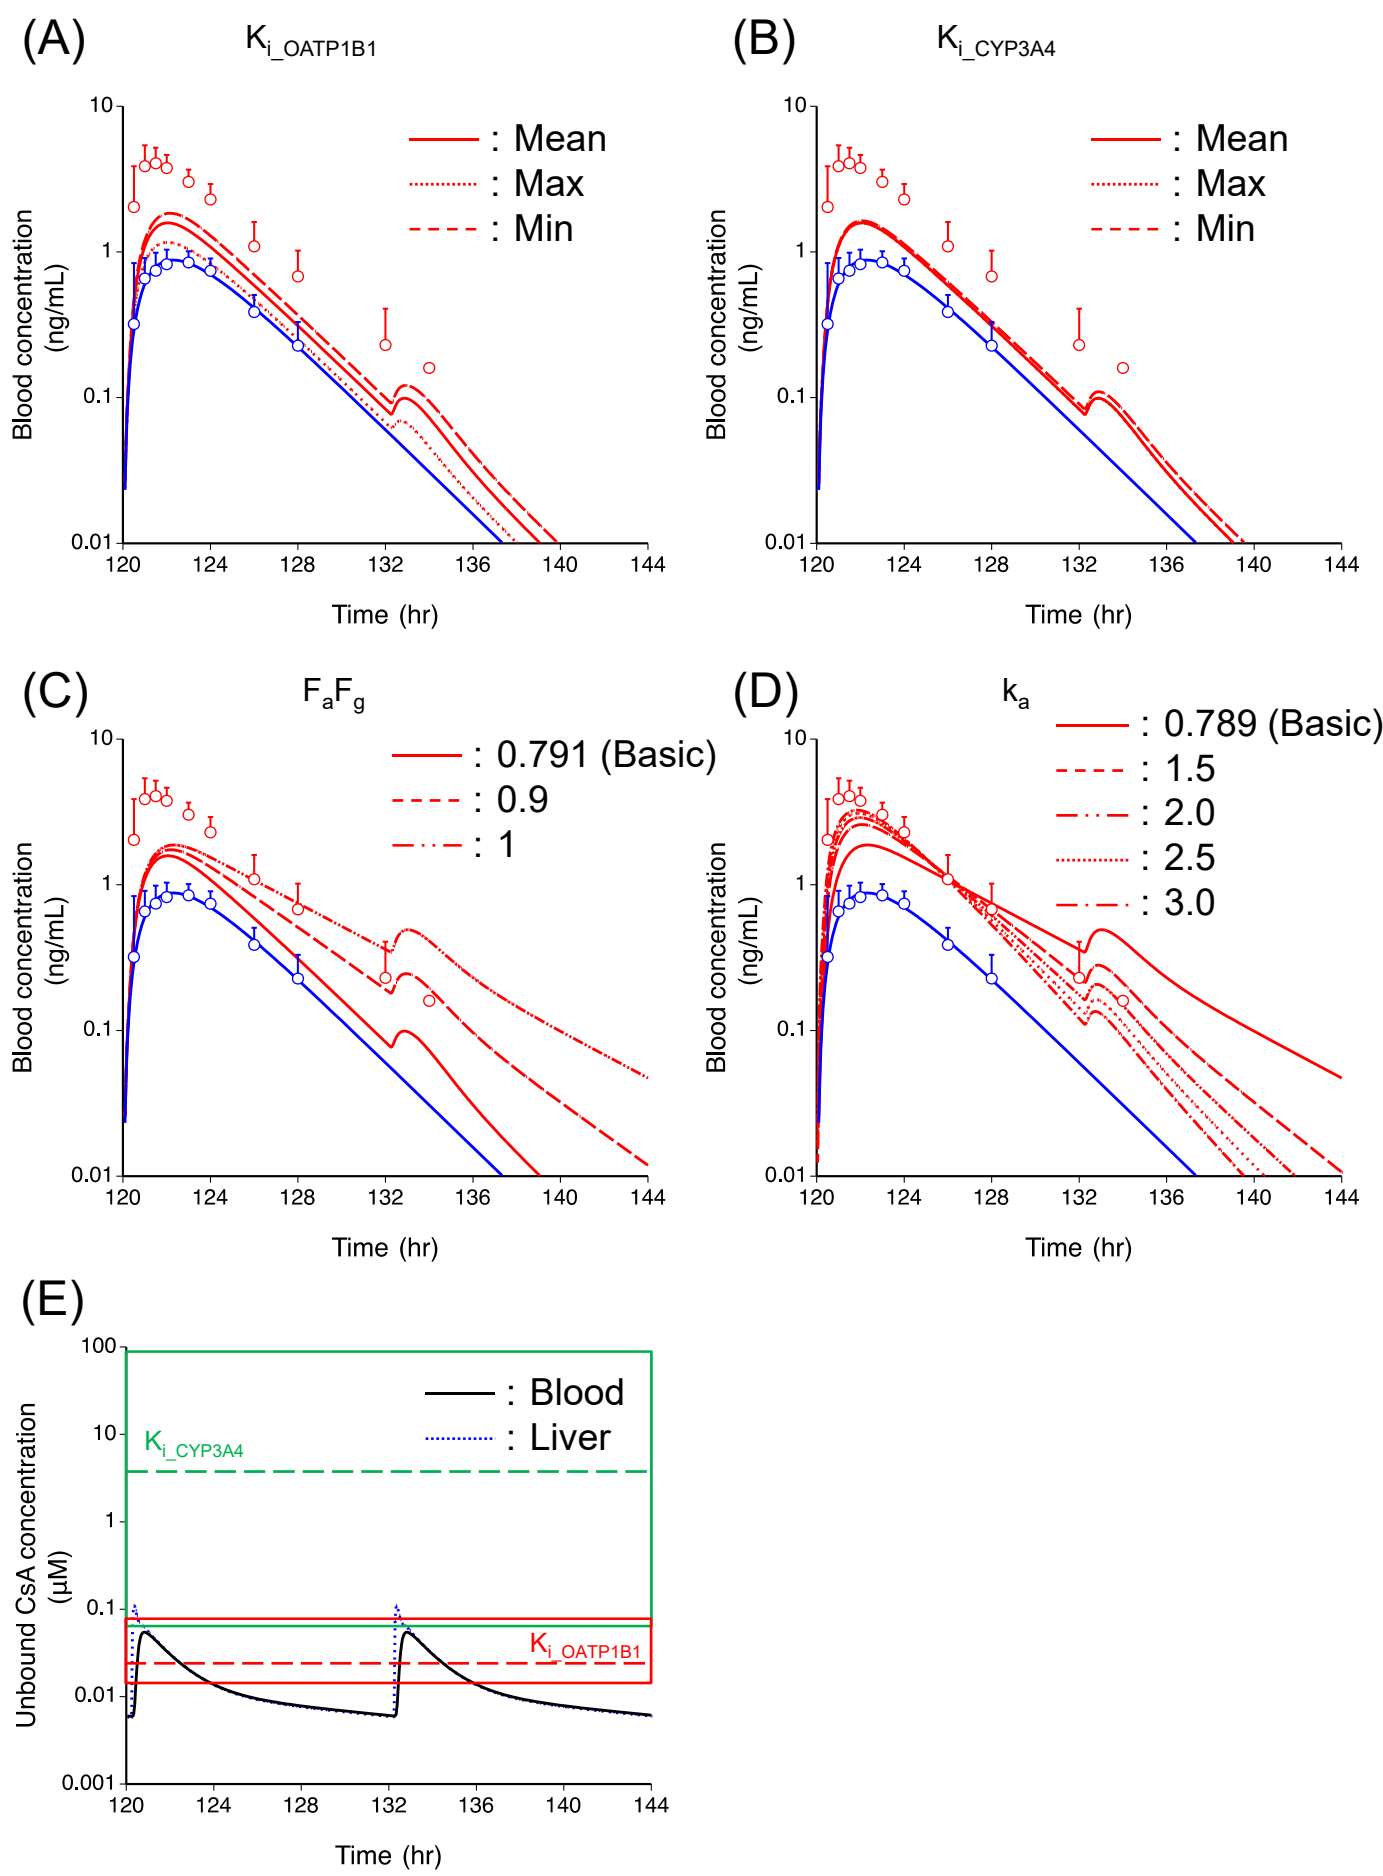 (A)
Ki_OATP1B1
10
1
0.1
0.01
Blood concentration
(ng/mL)
: Mean
: Max
: Min
120 124 128 132 136 140 144
Time (hr)
(B)
Ki_CYP3A4
10
1
0.1
0.01
Blood concentration
(ng/mL)
: Mean
: Max
: Min
120 124 128 132 136 140 144
Time (hr)
(C)
FaFg
10
1
0.1
0.01
Blood concentration
(ng/mL)
: 0.791 (Basic)
: 0.9
: 1
120 124 128 132 136 140 144
Time (hr)
(D)
ka
10
1
0.1
0.01
Blood concentration
(ng/mL)
: 0.789 (Basic)
: 1.5
: 2.0
: 2.5
: 3.0
120 124 128 132 136 140 144
Time (hr)
(E)
100
10
1
0.1
0.01
0.001
Unbound CsA concentration
(µM)
: Blood
: Liver
Ki_CYP3A4
Ki_OATP1B1
120 124 128 132 136 140 144
Time (hr)